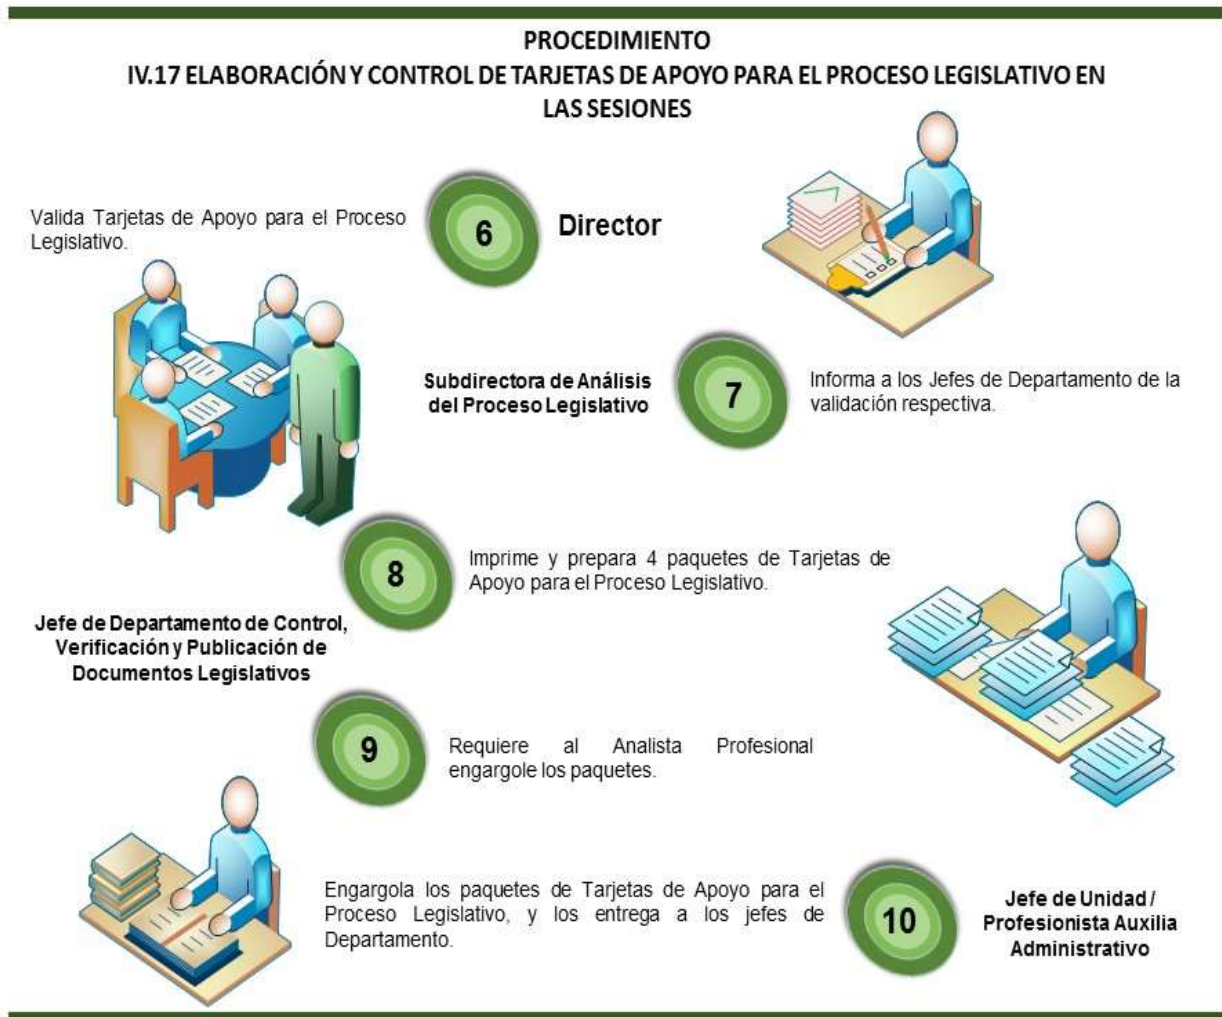 PROCEDIMIENTO
IV.17 ELABORACIÓN Y CONTROL DE TARJETAS DE APOYO PARA EL PROCESO LEGISLATIVO EN
LAS SESIONES
Valida Tarjetas de Apoyo para el Proceso
Legislativo.
6
Director
Subdirectora de Análisis
del Proceso Legislativo
7
Informa a los Jefes de Departamento de la
validación respectiva.
8
Imprime y prepara 4 paquetes de Tarjetas de
Apoyo para el Proceso Legislativo.
Jefe de Departamento de Control,
Verificación y Publicación de
Documentos Legislativos
9
Requiere al Analista Profesional
engargole los paquetes.
Engargola los paquetes de Tarjetas de Apoyo para el
Proceso Legislativo, y los entrega a los jefes de
Departamento.
10
Jefe de Unidad /
Profesionista Auxilia
Administrativo